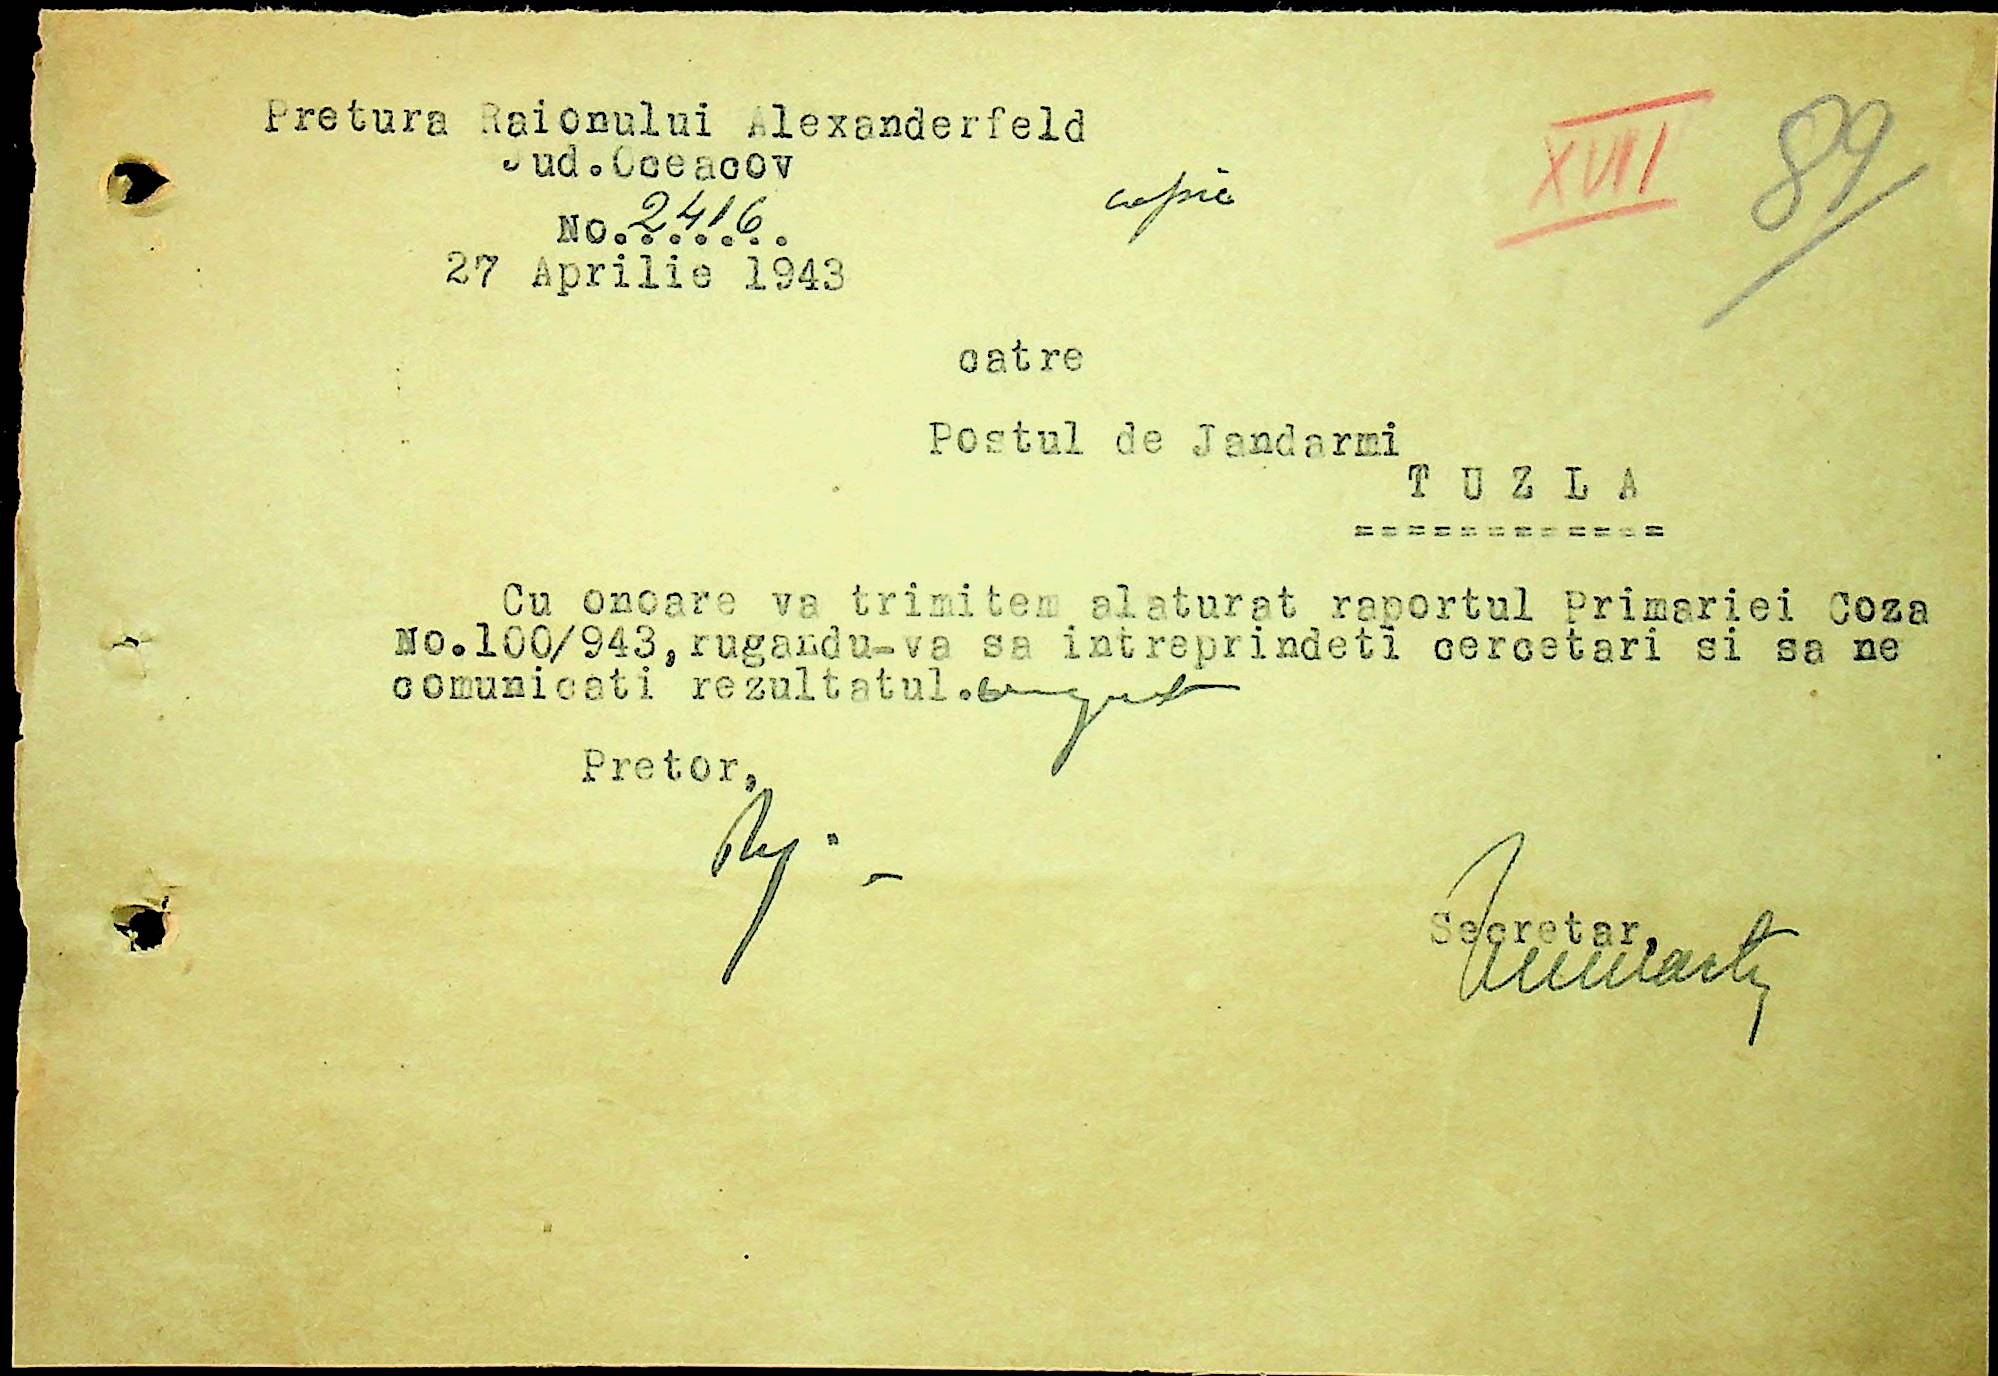 Pretura Raionului Alexanderfeld
Jud.Oceacov
copie
XVII
89
No.2416.......
27 Aprilie 1943
catre
Postul de Jandarmi
T U Z L A
============
Cu onoare va trimitem alaturat raportul Primariei Coza
No.100/943,rugandu-va sa intreprindeti cercetari si sa ne
comunicati rezultatul.
Pretor,
Secretar,